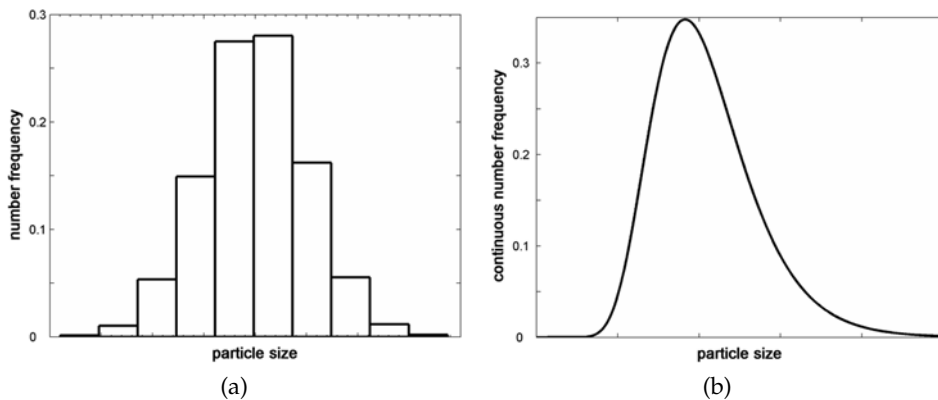 0.3
0.2
0.1
0
number frequency
particle size
(a)
0.3
0.2
0.1
0
continuous number frequency
particle size
(b)